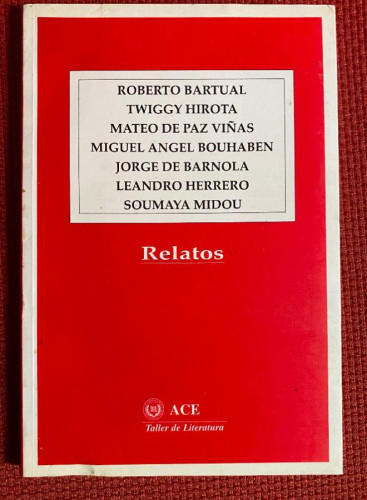 ROBERTO BARTUAL
TWIGGY HIROTA
MATEO DE PAZ VIÑAS
MIGUEL ANGEL BOUHABEN
JORGE DE BARNOLA
LEANDRO HERRERO
SOUMAYA MIDOU
Relatos
ACE
Taller de Literatura